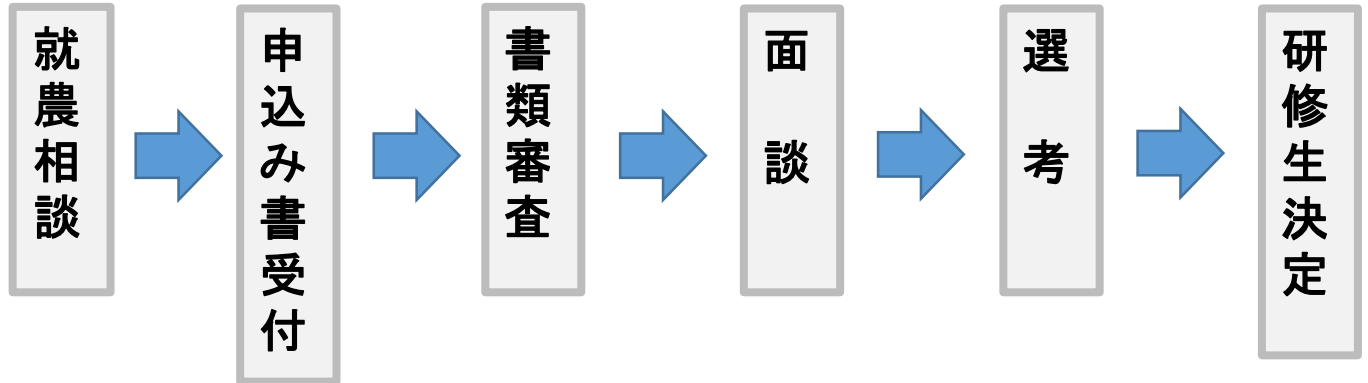 就農相談
申込み書受付
書類審査
面談
選考
研修生決定